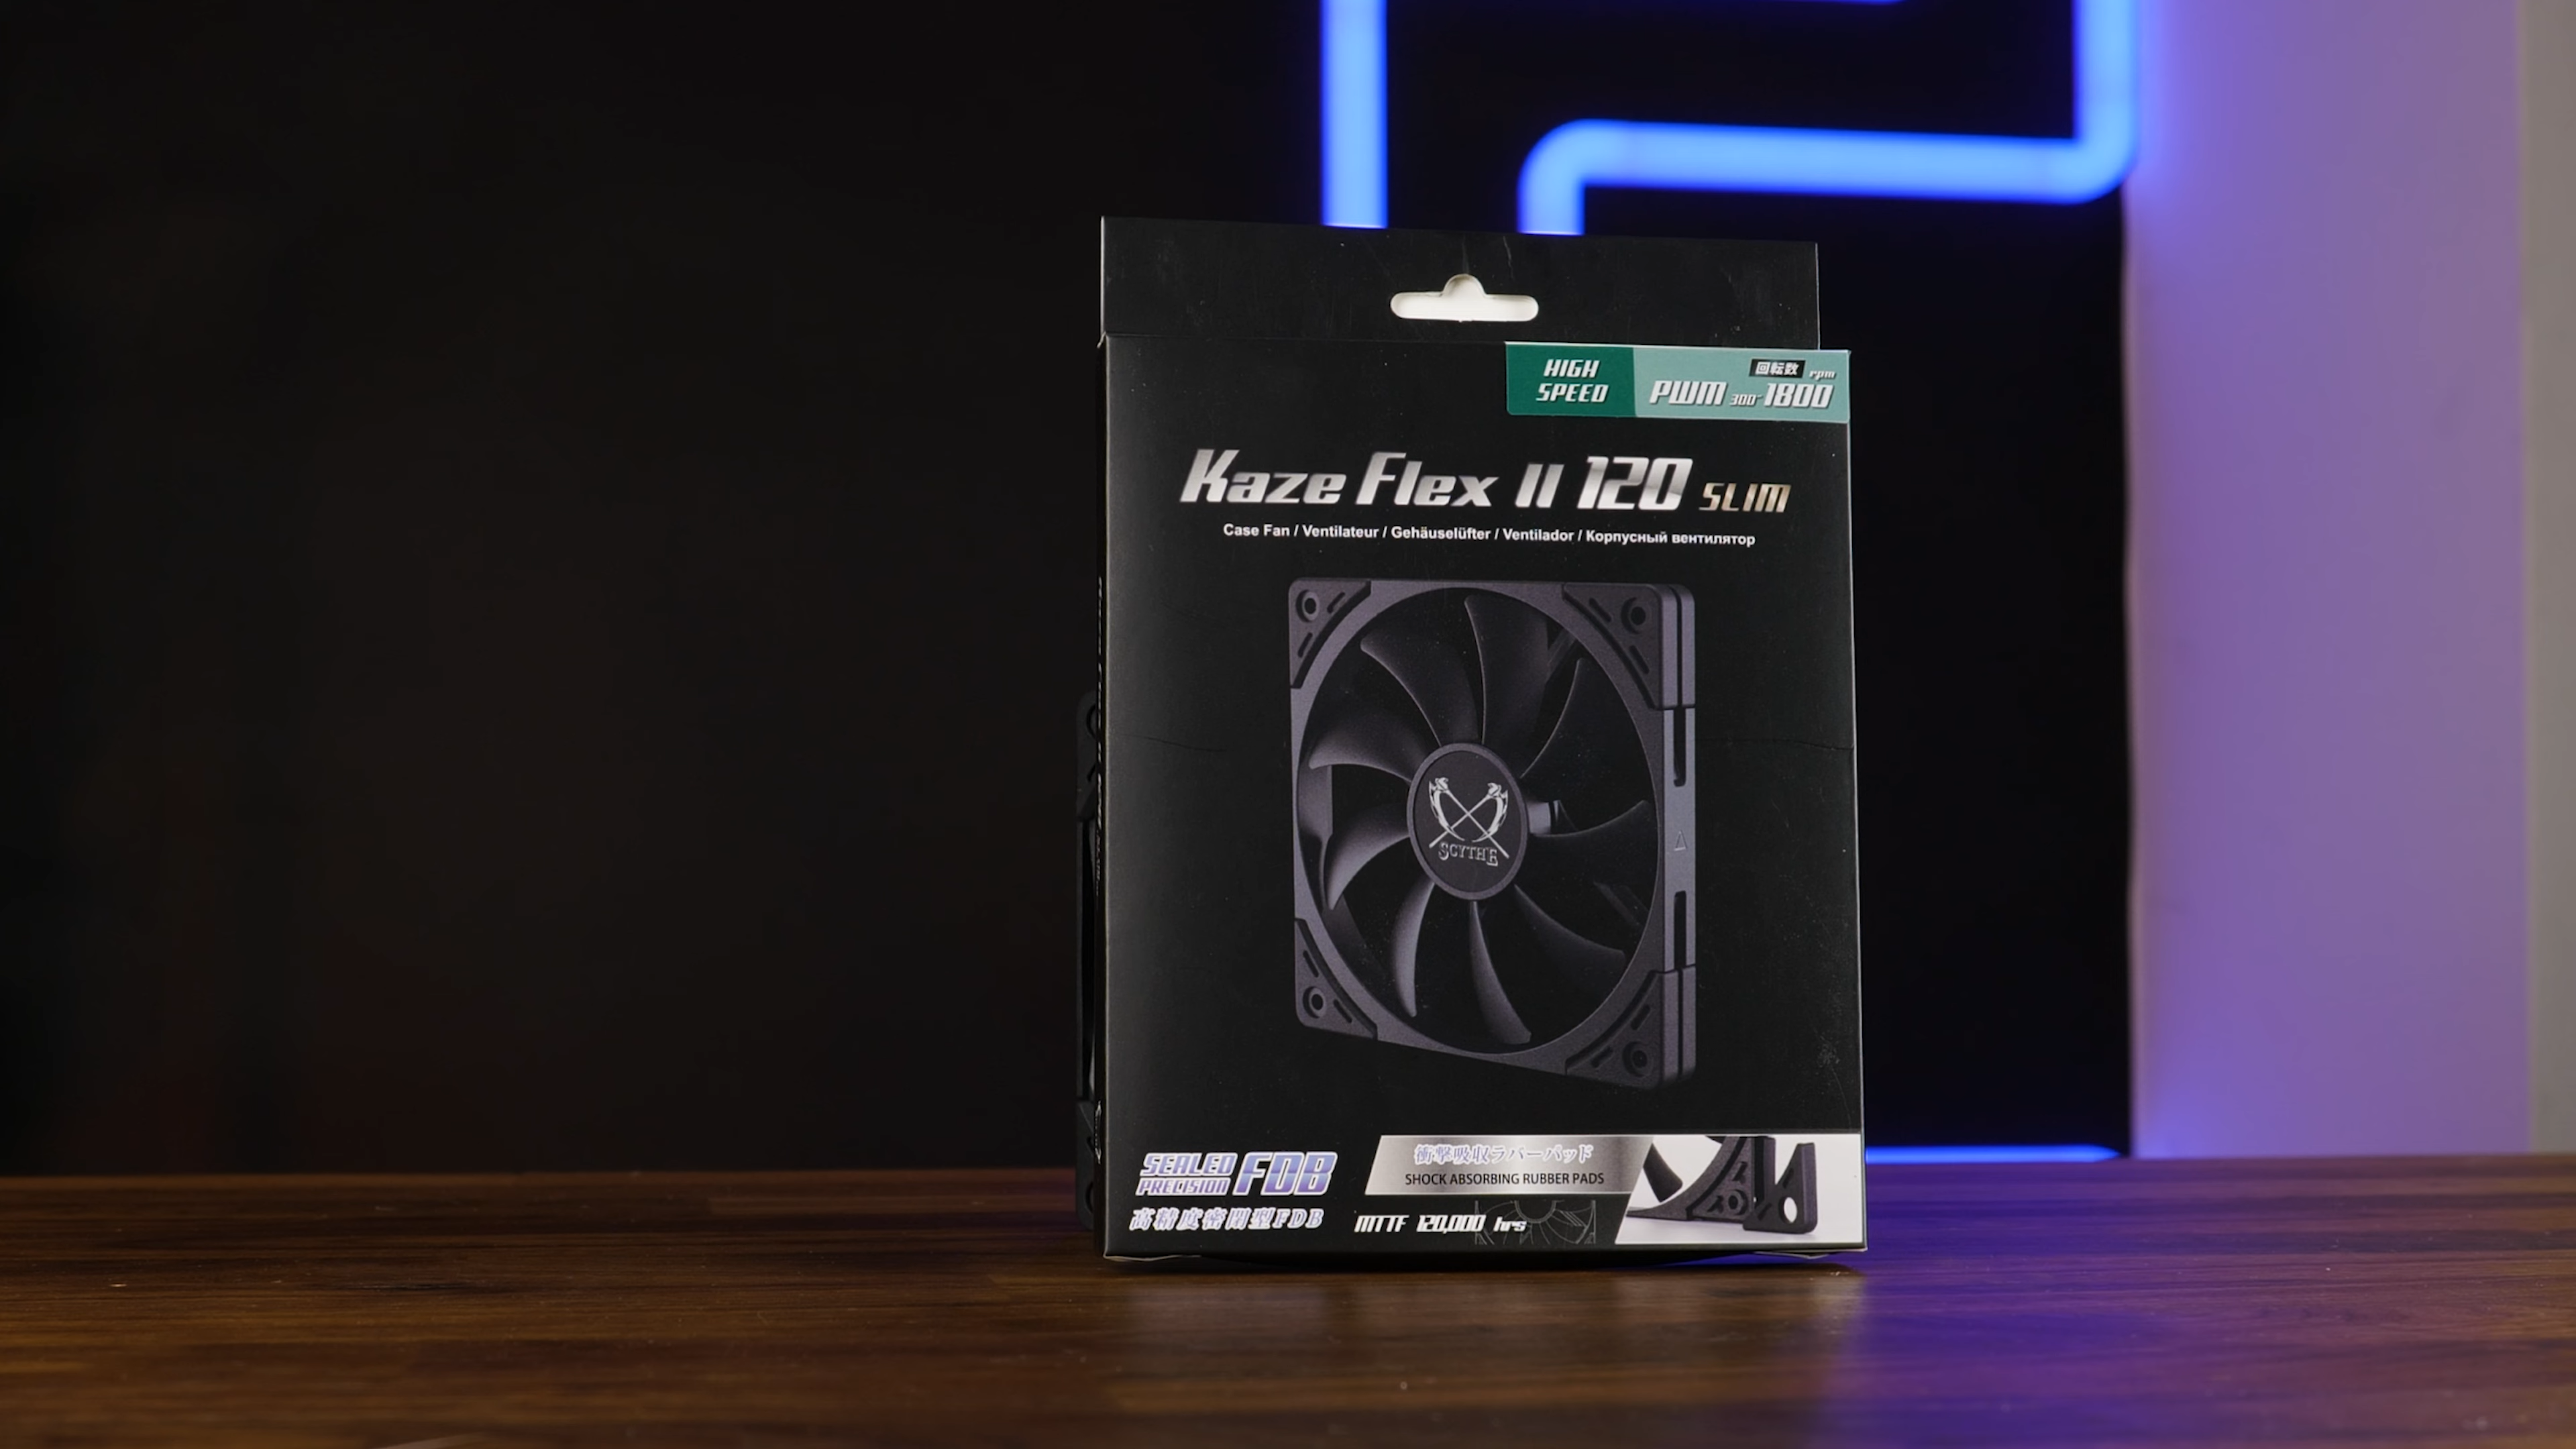 HIGH
SPEED
回転数 rpm
PWM 300~1800
Kaze Flex II 120 SLIM
Case Fan / Ventilateur / Gehäuselüfter / Ventilador / Корпусный вентилятор
SCYTHE
SEALED
PRECISION FDB
高精度密閉型FDB
衝撃吸収ラバーパッド
SHOCK ABSORBING RUBBER PADS
MTTF 120,000 hrs